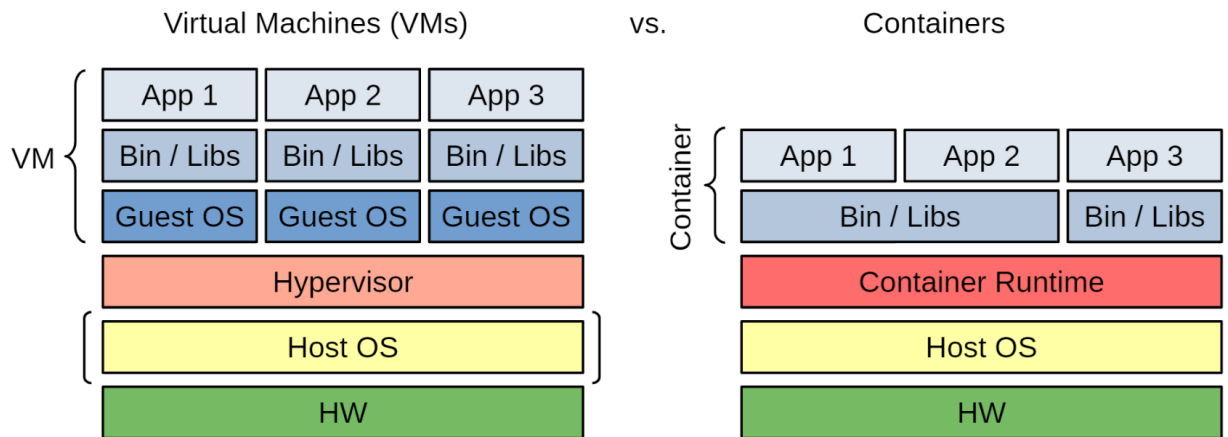 Virtual Machines (VMs) vs. Containers
App 1 App 2 App 3
VM
Bin / Libs Bin / Libs Bin / Libs
Guest OS Guest OS Guest OS
Hypervisor
Host OS
HW
Container
App 1 App 2 App 3
Bin / Libs Bin / Libs
Container Runtime
Host OS
HW